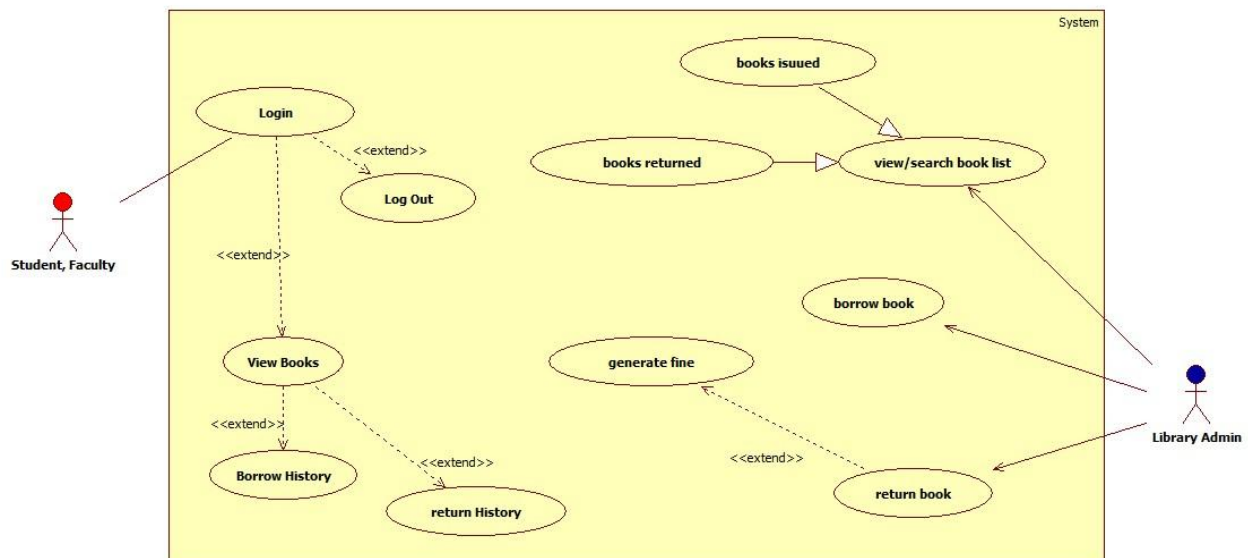 System
books isuued
Login
<<extend>>
books returned
view/search book list
Log Out
Student, Faculty
<<extend>>
borrow book
View Books
generate fine
<<extend>>
Library Admin
<<extend>>
<<extend>>
Borrow History
return book
return History